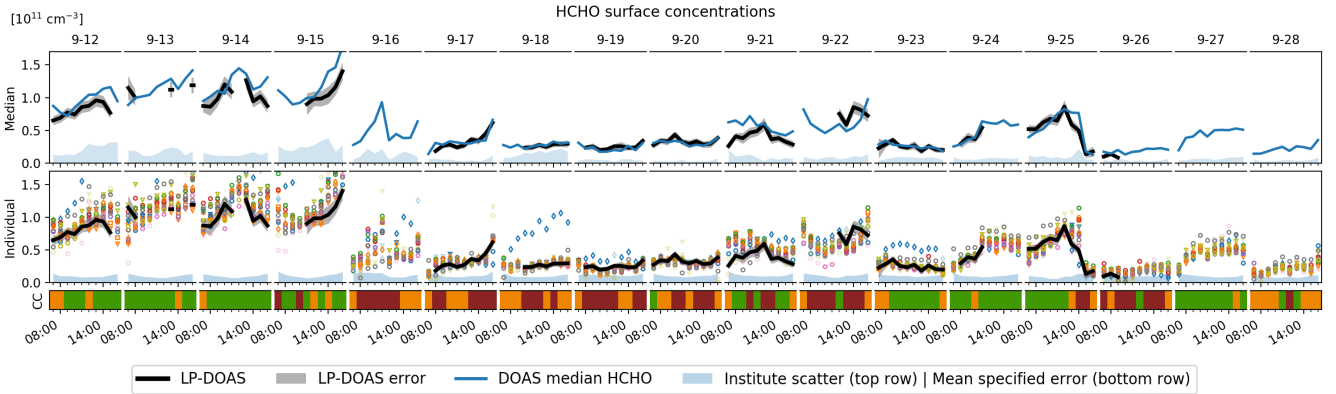 HCHO surface concentrations
[10¹¹ cm⁻³]
9-12 9-13 9-14 9-15 9-16 9-17 9-18 9-19 9-20 9-21 9-22 9-23 9-24 9-25 9-26 9-27 9-28
Median
1.5
1.0
0.5
0.0
Individual
1.5
1.0
0.5
0.0
CC
08:00 14:00 08:00 14:00 08:00 14:00 08:00 14:00 08:00 14:00 08:00 14:00 08:00 14:00 08:00 14:00 08:00 14:00 08:00 14:00 08:00 14:00 08:00 14:00 08:00 14:00 08:00 14:00 08:00 14:00 08:00 14:00 08:00 14:00
LP-DOAS LP-DOAS error DOAS median HCHO Institute scatter (top row) | Mean specified error (bottom row)